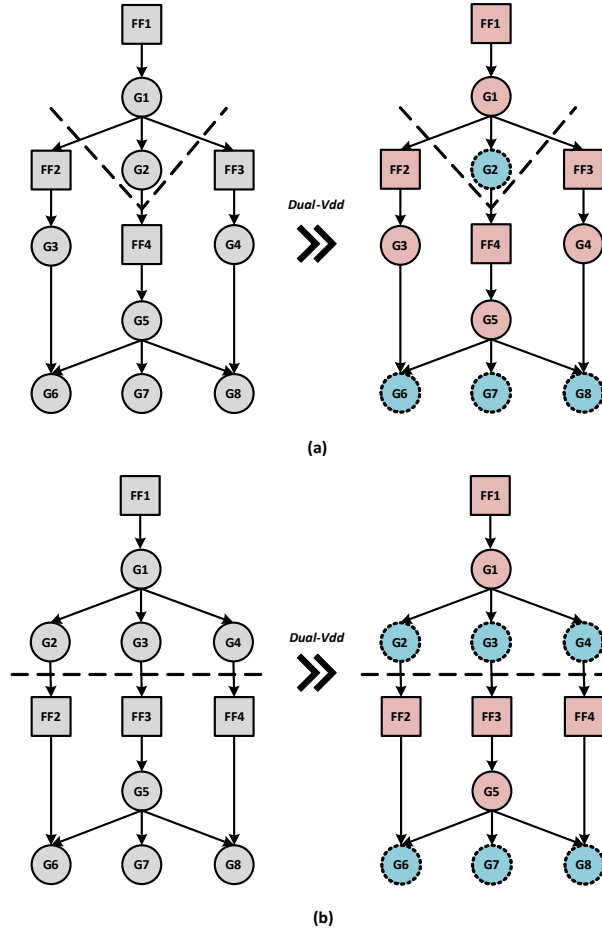 FF1 FF1
G1 G1
FF2 G2 FF3 FF2 G2 FF3
Dual-Vdd
G3 FF4 G4 G3 FF4 G4
G5 G5
G6 G7 G8 G6 G7 G8
(a)
FF1 FF1
G1 G1
G2 G3 G4 G2 G3 G4
Dual-Vdd
FF2 FF3 FF4 FF2 FF3 FF4
G5 G5
G6 G7 G8 G6 G7 G8
(b)